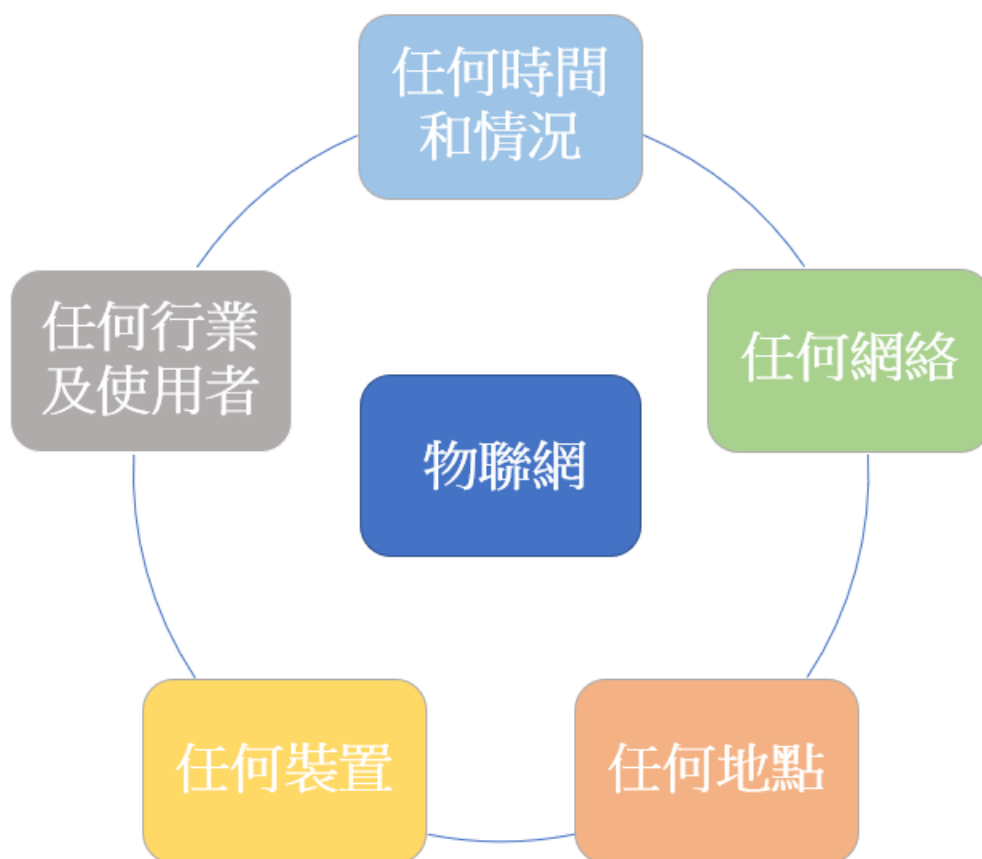 任何時間
和情況
任何行業
及使用者
任何網絡
物聯網
任何裝置
任何地點